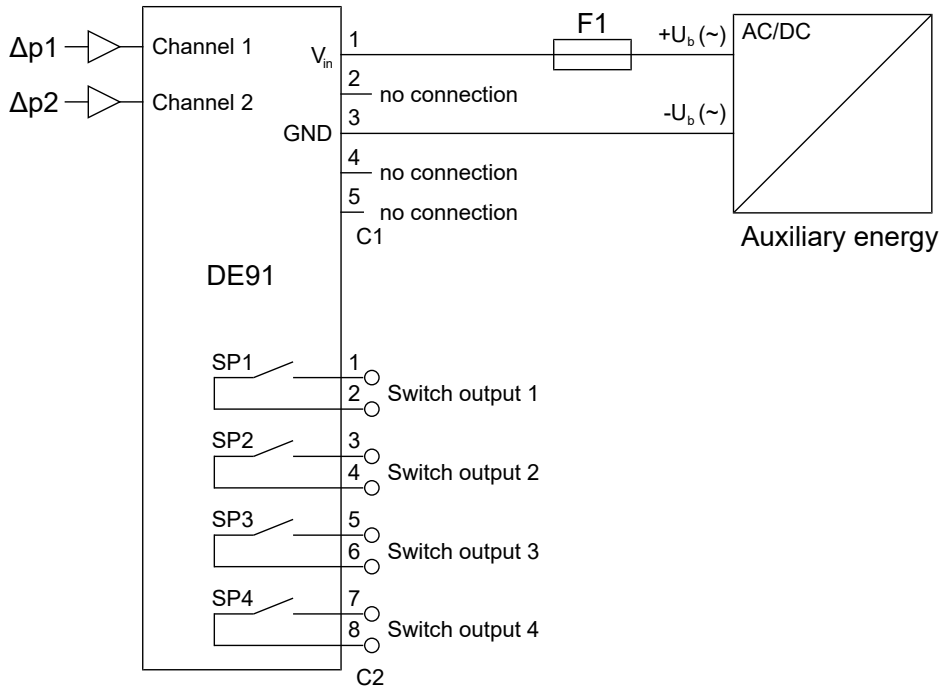 Δp1
Channel 1
Δp2
Channel 2
V_in
1
F1
+U_b (~)
AC/DC
2
no connection
GND
3
-U_b (~)
4
no connection
5
no connection
C1
Auxiliary energy
DE91
SP1
1
2
Switch output 1
SP2
3
4
Switch output 2
SP3
5
6
Switch output 3
SP4
7
8
Switch output 4
C2